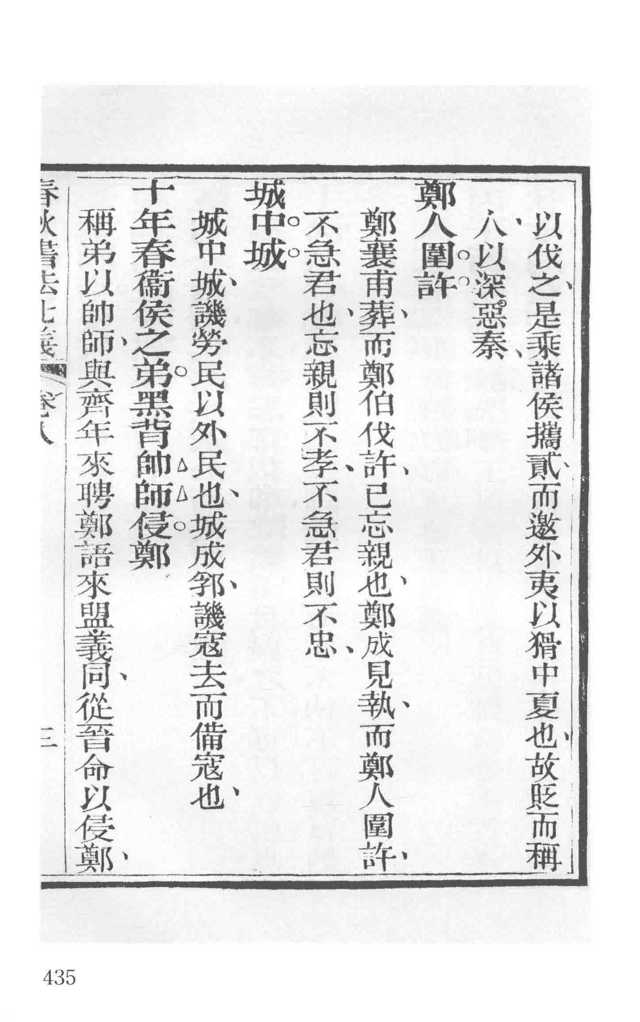 以伐之是乘諸侯攜貳而邀外夷以猾中夏也故貶而稱
人以深惡秦
鄭人圍許
鄭襄甫葬而鄭伯伐許已忘親也鄭成見執而鄭人圍許
不急君也忘親則不孝不急君則不忠
城中城
城中城譏勞民以外民也城成郛譏寇去而備寇也
十年春衞侯之弟黑背帥師侵鄭
稱弟以帥師與齊年來聘鄭語來盟義同從晉命以侵鄭
春秋書法比義 卷八 三
435